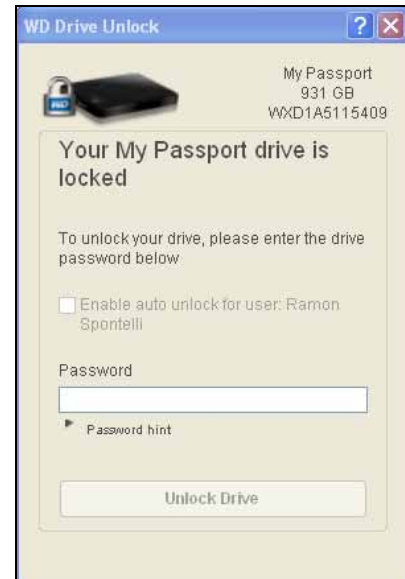 WD Drive Unlock
My Passport
931 GB
WXD1A5115409
WD
Your My Passport drive is
locked
To unlock your drive, please enter the drive
password below
Enable auto unlock for user: Ramon
Spontelli
Password
Password hint
Unlock Drive